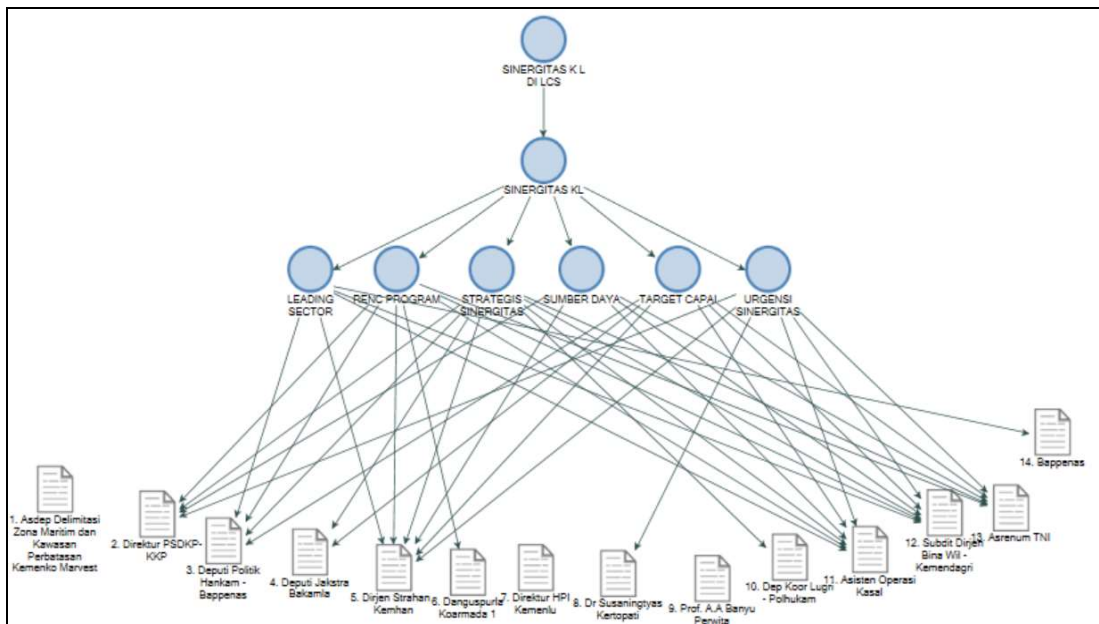 SINERGITAS K L
DI LCS
SINERGITAS KL
LEADING
SECTOR
RENC PROGRAM
STRATEGIS
SINERGITAS
SUMBER DAYA
TARGET CAPAI
URGENSI
SINERGITAS
14. Bappenas
1. Asdep Delimitasi
Zona Maritim dan
Kawasan
Perbatasan
Kemenko Marvest
2. Direktur PSDKP-
KKP
3. Deputi Politik
Hankam -
Bappenas
4. Deputi Jakstra
Bakamla
5. Dirjen Strahan
Kemhan
6. Danguspurla
Koarmada 1
7. Direktur HPI
Kemenlu
8. Dr Susaningtyas
Kertopati
9. Prof. A.A Banyu
Perwita
10. Dep Koor Lugri
- Polhukam
11. Asisten Operasi
Kasal
12. Subdit Dirjen
Bina Wil -
Kemendagri
13. Asrenum TNI